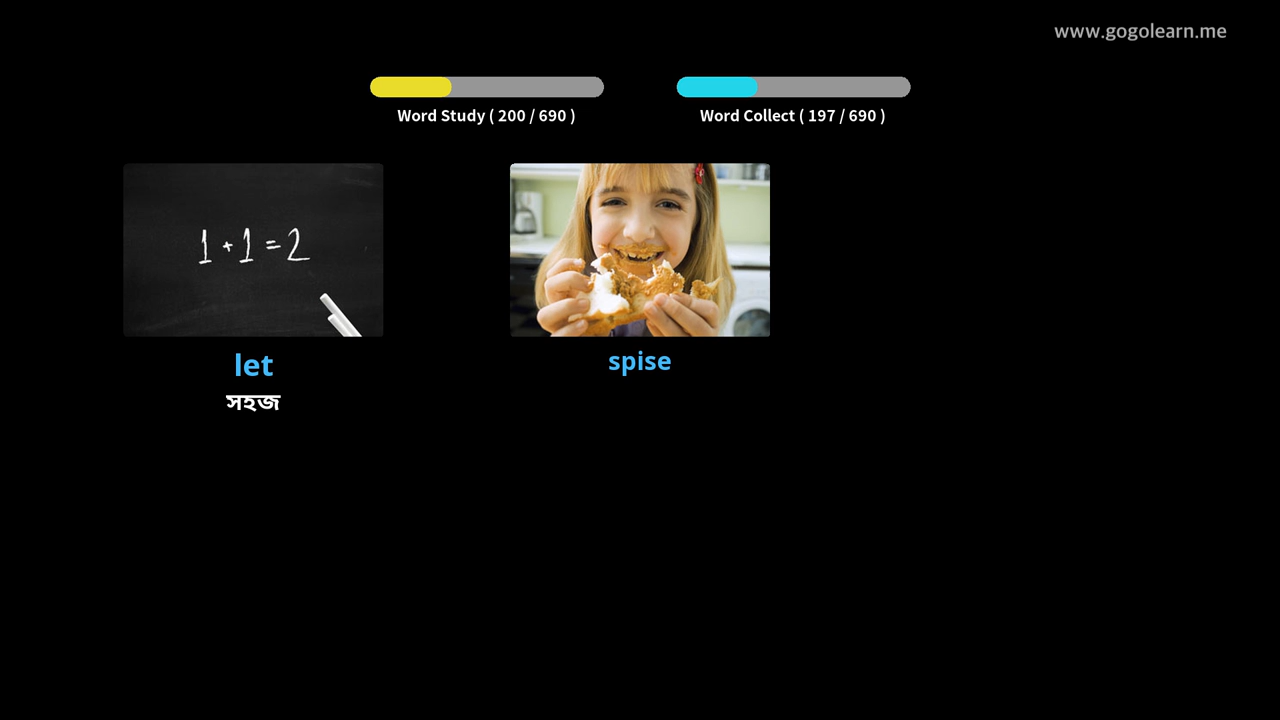 www.gogolearn.me
Word Study ( 200 / 690 )
Word Collect ( 197 / 690 )
1 + 1 = 2
let
spise
সহজ